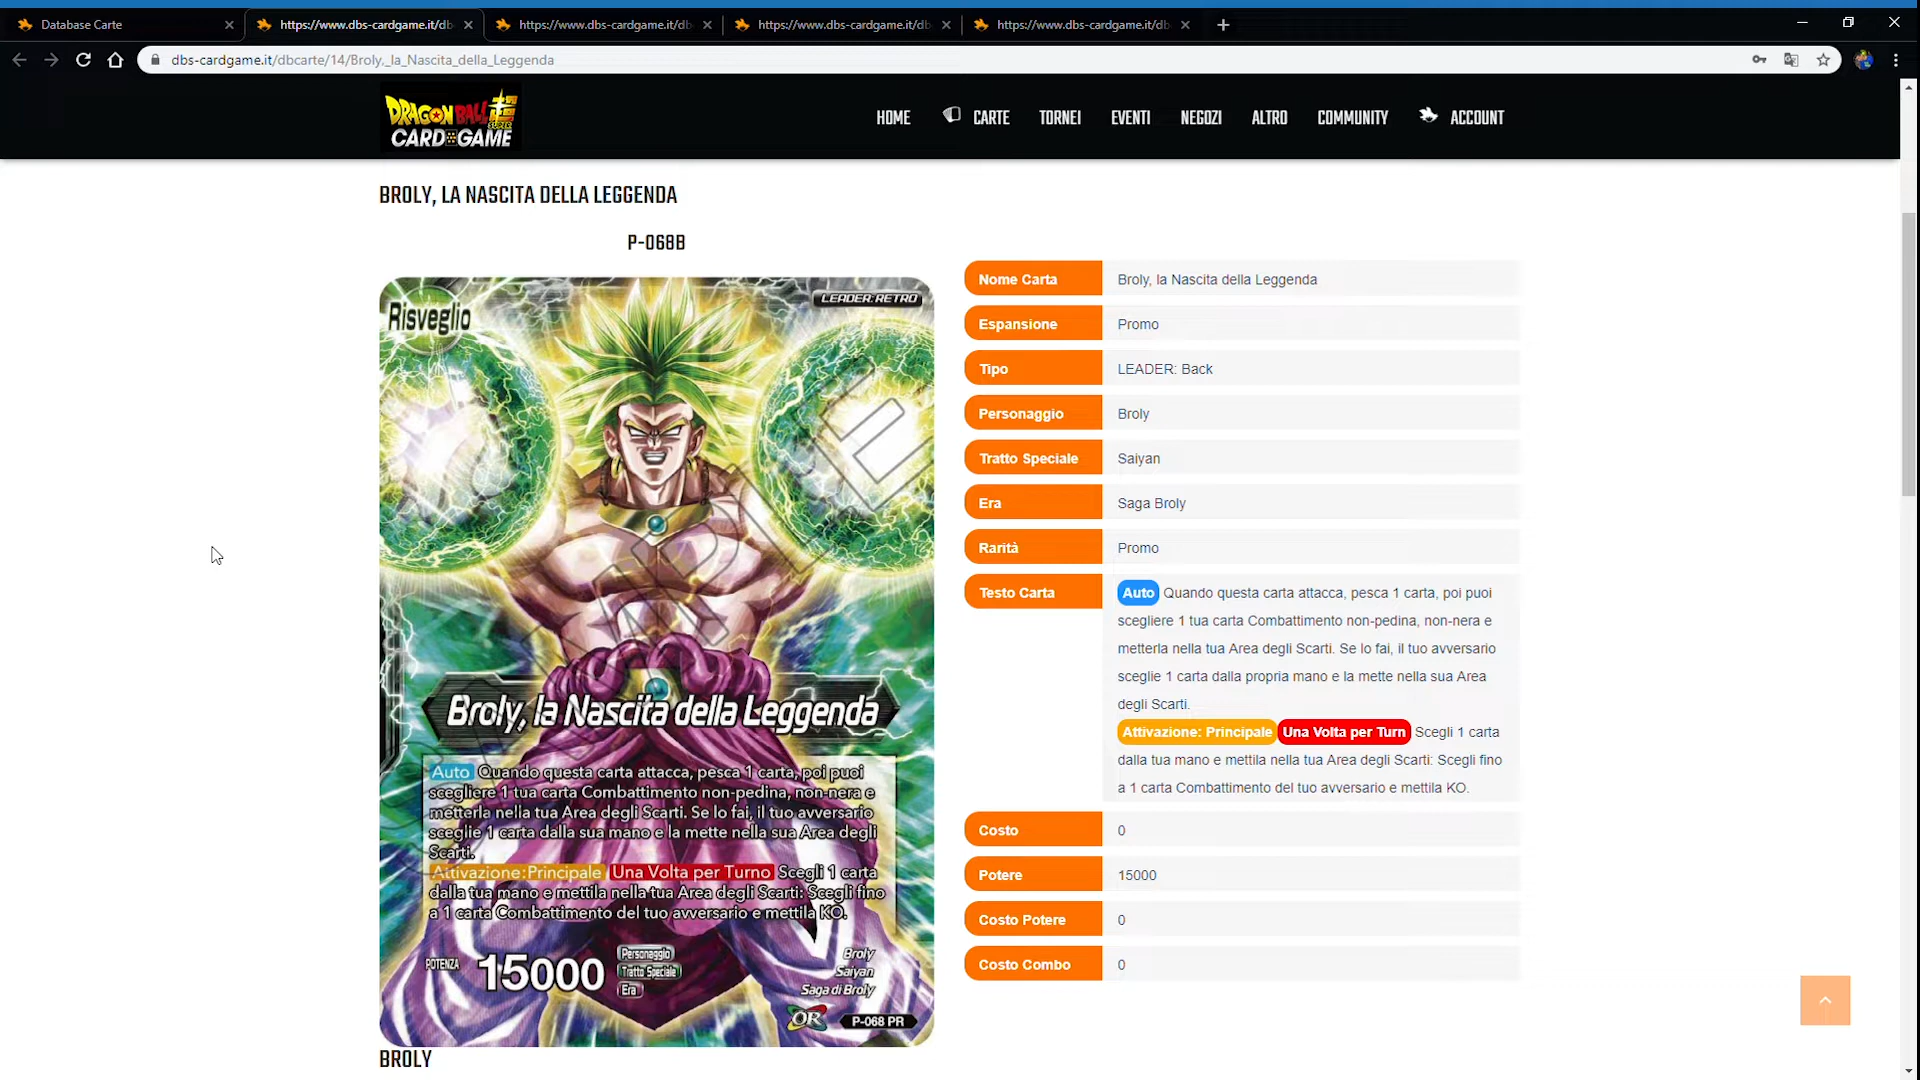 Database Carte
https://www.dbs-cardgame.it/db
https://www.dbs-cardgame.it/db
https://www.dbs-cardgame.it/db
https://www.dbs-cardgame.it/db
dbs-cardgame.it/dbcarte/14/Broly,_la_Nascita_della_Leggenda
DRAGON BALL
CARD GAME
HOME CARTE TORNEI EVENTI NEGOZI ALTRO COMMUNITY ACCOUNT
BROLY, LA NASCITA DELLA LEGGENDA
P-068B
Risveglio
LEADER: RETRO
Broly, la Nascita della Leggenda
Auto Quando questa carta attacca, pesca 1 carta, poi puoi
scegliere 1 tua carta Combattimento non-pedina, non-nera e
metterla nella tua Area degli Scarti. Se lo fai, il tuo avversario
sceglie 1 carta dalla sua mano e la mette nella sua Area degli
Scarti.
Attivazione:Principale Una Volta per Turno Scegli 1 carta
dalla tua mano e mettila nella tua Area degli Scarti: Scegli fino
a 1 carta Combattimento del tuo avversario e mettila KO.
POTENZA 15000
Personaggio Broly
Tratto Speciale Saiyan
Era Saga di Broly
OR P-068 PR
BROLY
Nome Carta Broly, la Nascita della Leggenda
Espansione Promo
Tipo LEADER: Back
Personaggio Broly
Tratto Speciale Saiyan
Era Saga Broly
Rarità Promo
Testo Carta Auto Quando questa carta attacca, pesca 1 carta, poi puoi
scegliere 1 tua carta Combattimento non-pedina, non-nera e
metterla nella tua Area degli Scarti. Se lo fai, il tuo avversario
sceglie 1 carta dalla propria mano e la mette nella sua Area
degli Scarti.
Attivazione: Principale Una Volta per Turn Scegli 1 carta
dalla tua mano e mettila nella tua Area degli Scarti: Scegli fino
a 1 carta Combattimento del tuo avversario e mettila KO.
Costo 0
Potere 15000
Costo Potere 0
Costo Combo 0